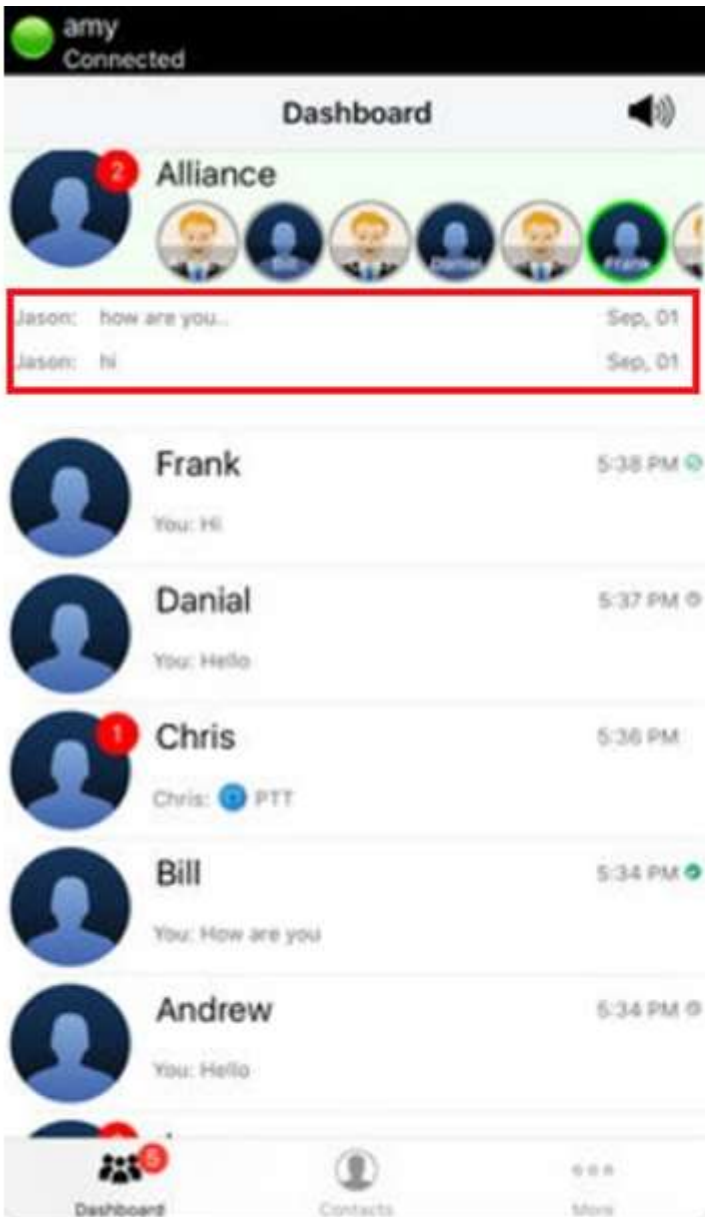 amy
Connected
Dashboard
2 Alliance
Bill Daniel Frank
Jason: how are you.. Sep, 01
Jason: hi Sep, 01
Frank 5:38 PM
You: Hi
Danial 5:37 PM
You: Hello
1 Chris 5:36 PM
Chris: PTT
Bill 5:34 PM
You: How are you
Andrew 5:34 PM
You: Hello
5
Dashboard Contacts More